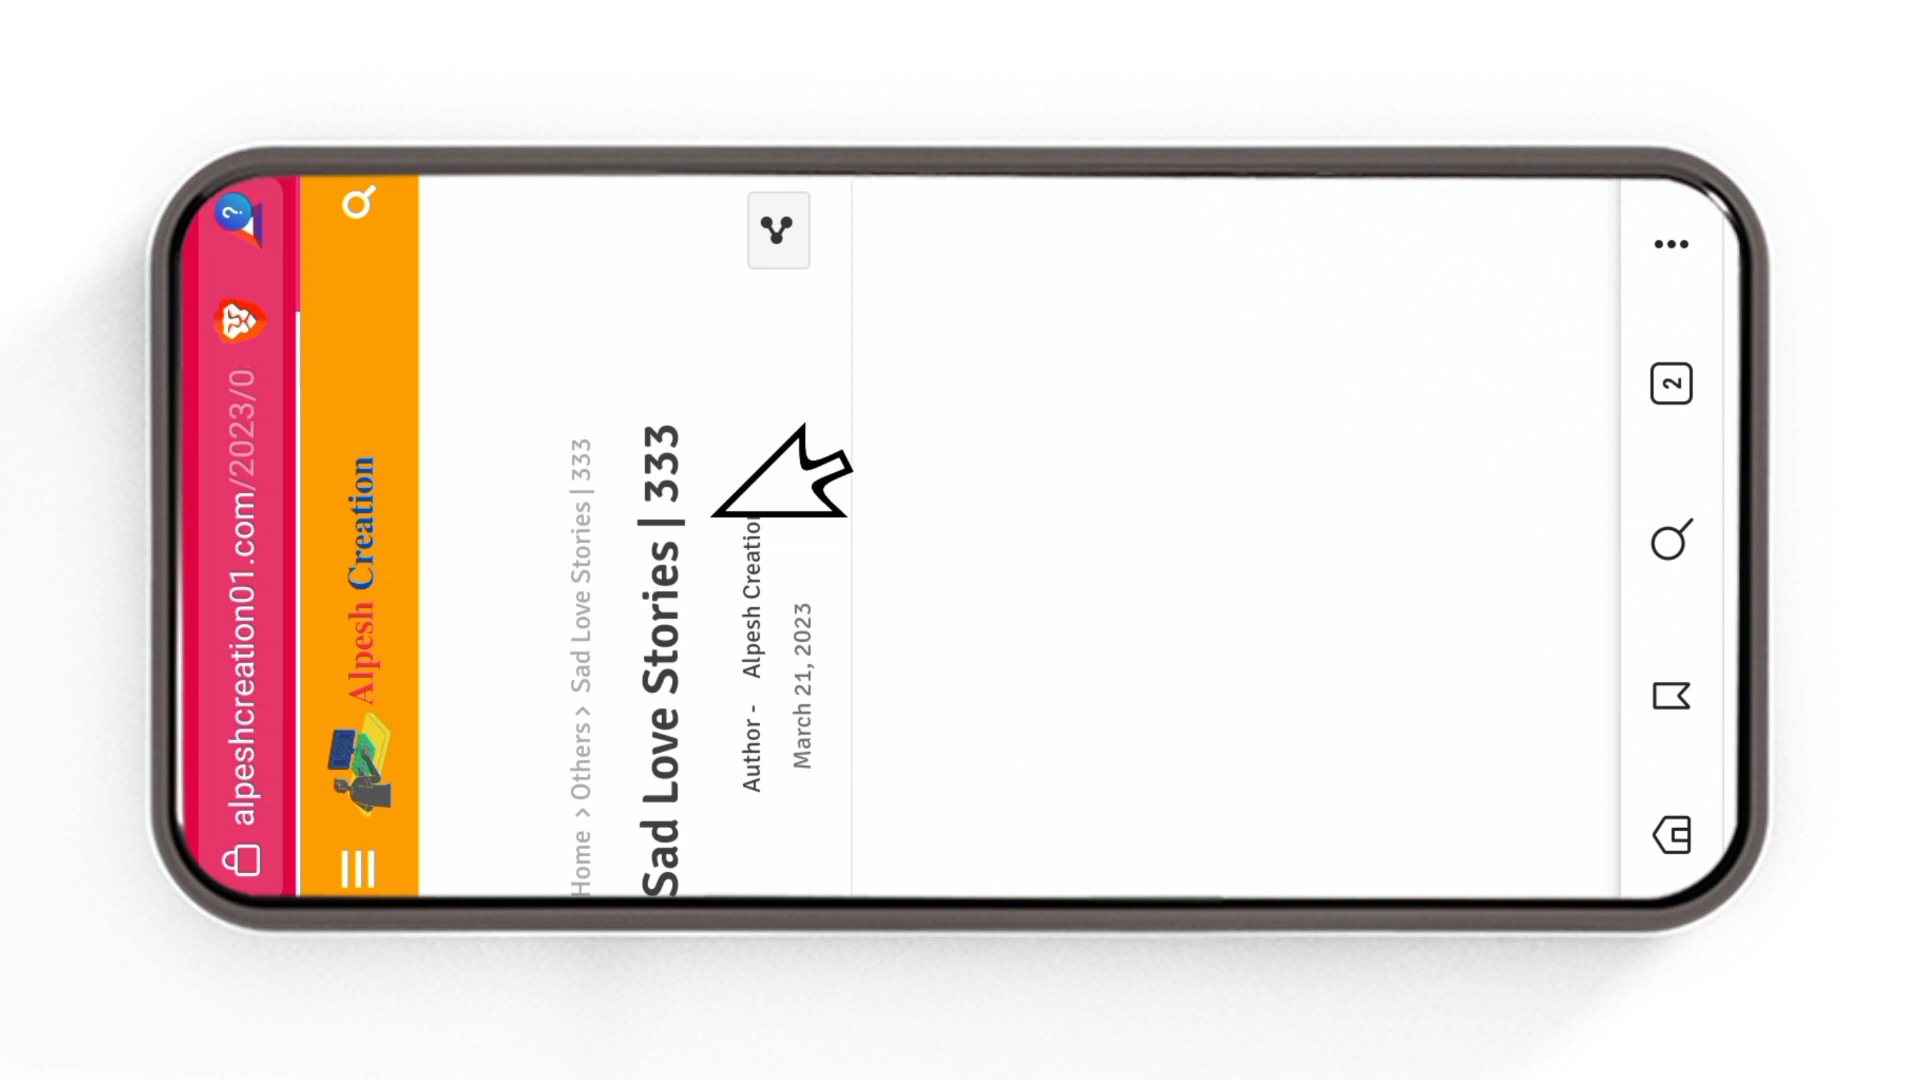 alpeshcreation01.com/2023/0
Alpesh Creation
Home > Others > Sad Love Stories | 333
Sad Love Stories | 333
Author - Alpesh Creation
March 21, 2023
2